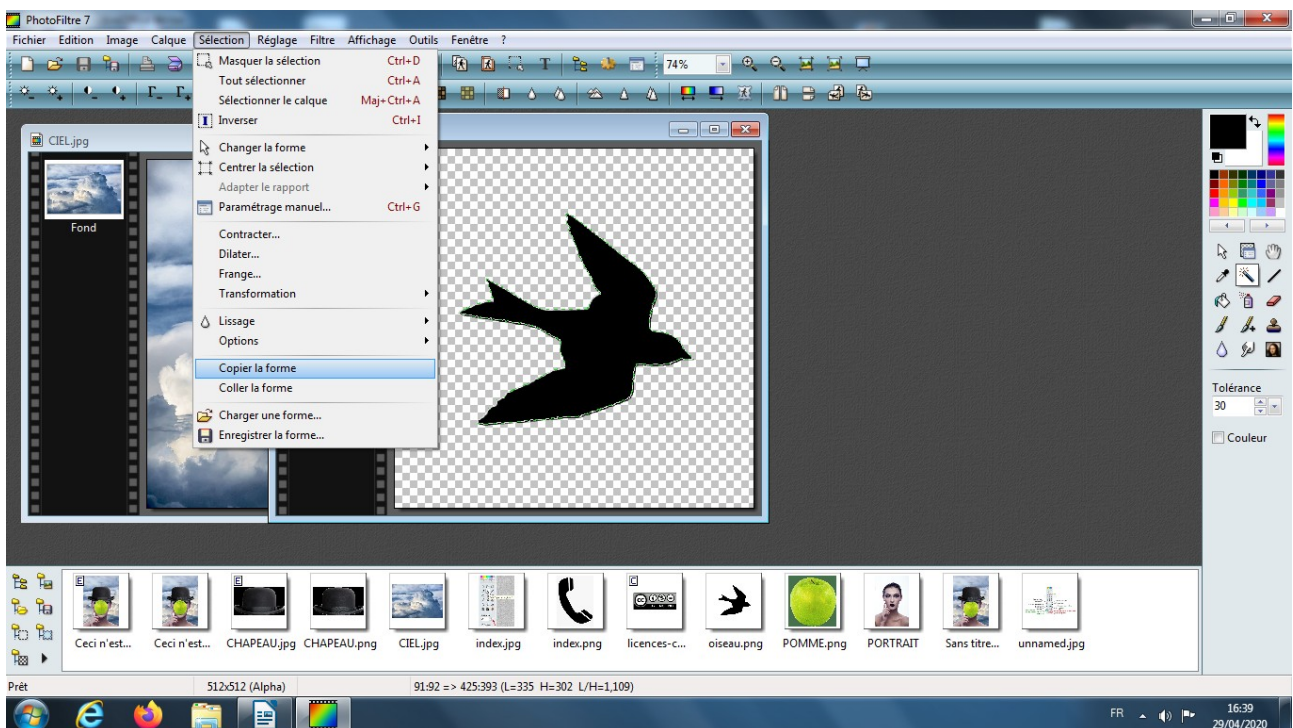 PhotoFiltre 7
Fichier Edition Image Calque Sélection Réglage Filtre Affichage Outils Fenêtre ?
74%
Masquer la sélection Ctrl+D
Tout sélectionner Ctrl+A
Sélectionner le calque Maj+Ctrl+A
Inverser Ctrl+I
Changer la forme
Centrer la sélection
Adapter le rapport
Paramétrage manuel... Ctrl+G
Contracter...
Dilater...
Frange...
Transformation
Lissage
Options
Copier la forme
Coller la forme
Charger une forme...
Enregistrer la forme...
CIEL.jpg
Fond
Tolérance
30
Couleur
E E C
Ceci n'est... Ceci n'est... CHAPEAU.jpg CHAPEAU.png CIEL.jpg index.jpg index.png licences-c... oiseau.png POMME.png PORTRAIT Sans titre... unnamed.jpg
Prêt 512x512 (Alpha) 91:92 => 425:393 (L=335 H=302 L/H=1,109)
FR 16:39
29/04/2020